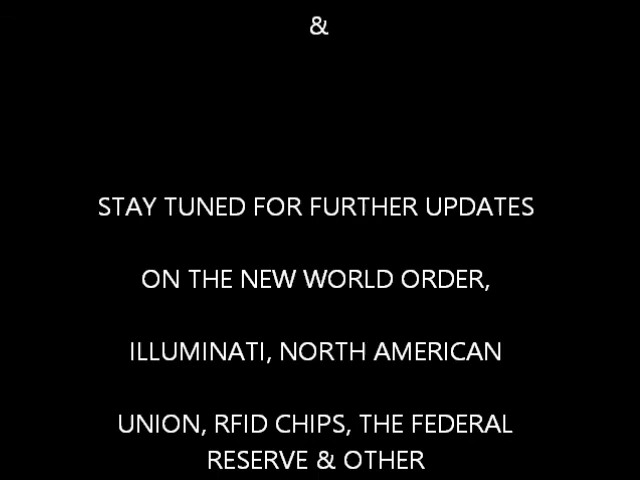 &
STAY TUNED FOR FURTHER UPDATES
ON THE NEW WORLD ORDER,
ILLUMINATI, NORTH AMERICAN
UNION, RFID CHIPS, THE FEDERAL
RESERVE & OTHER